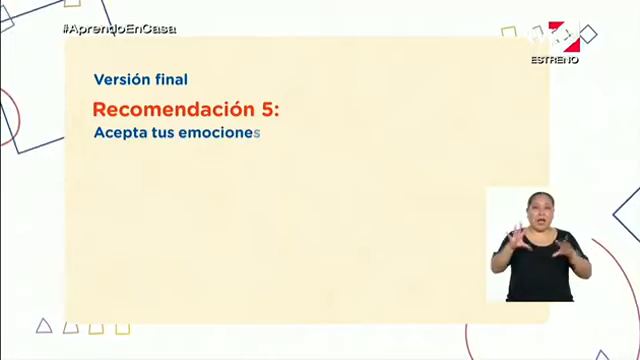 #AprendoEnCasa
ESTRENO
Versión final
Recomendación 5:
Acepta tus emociones